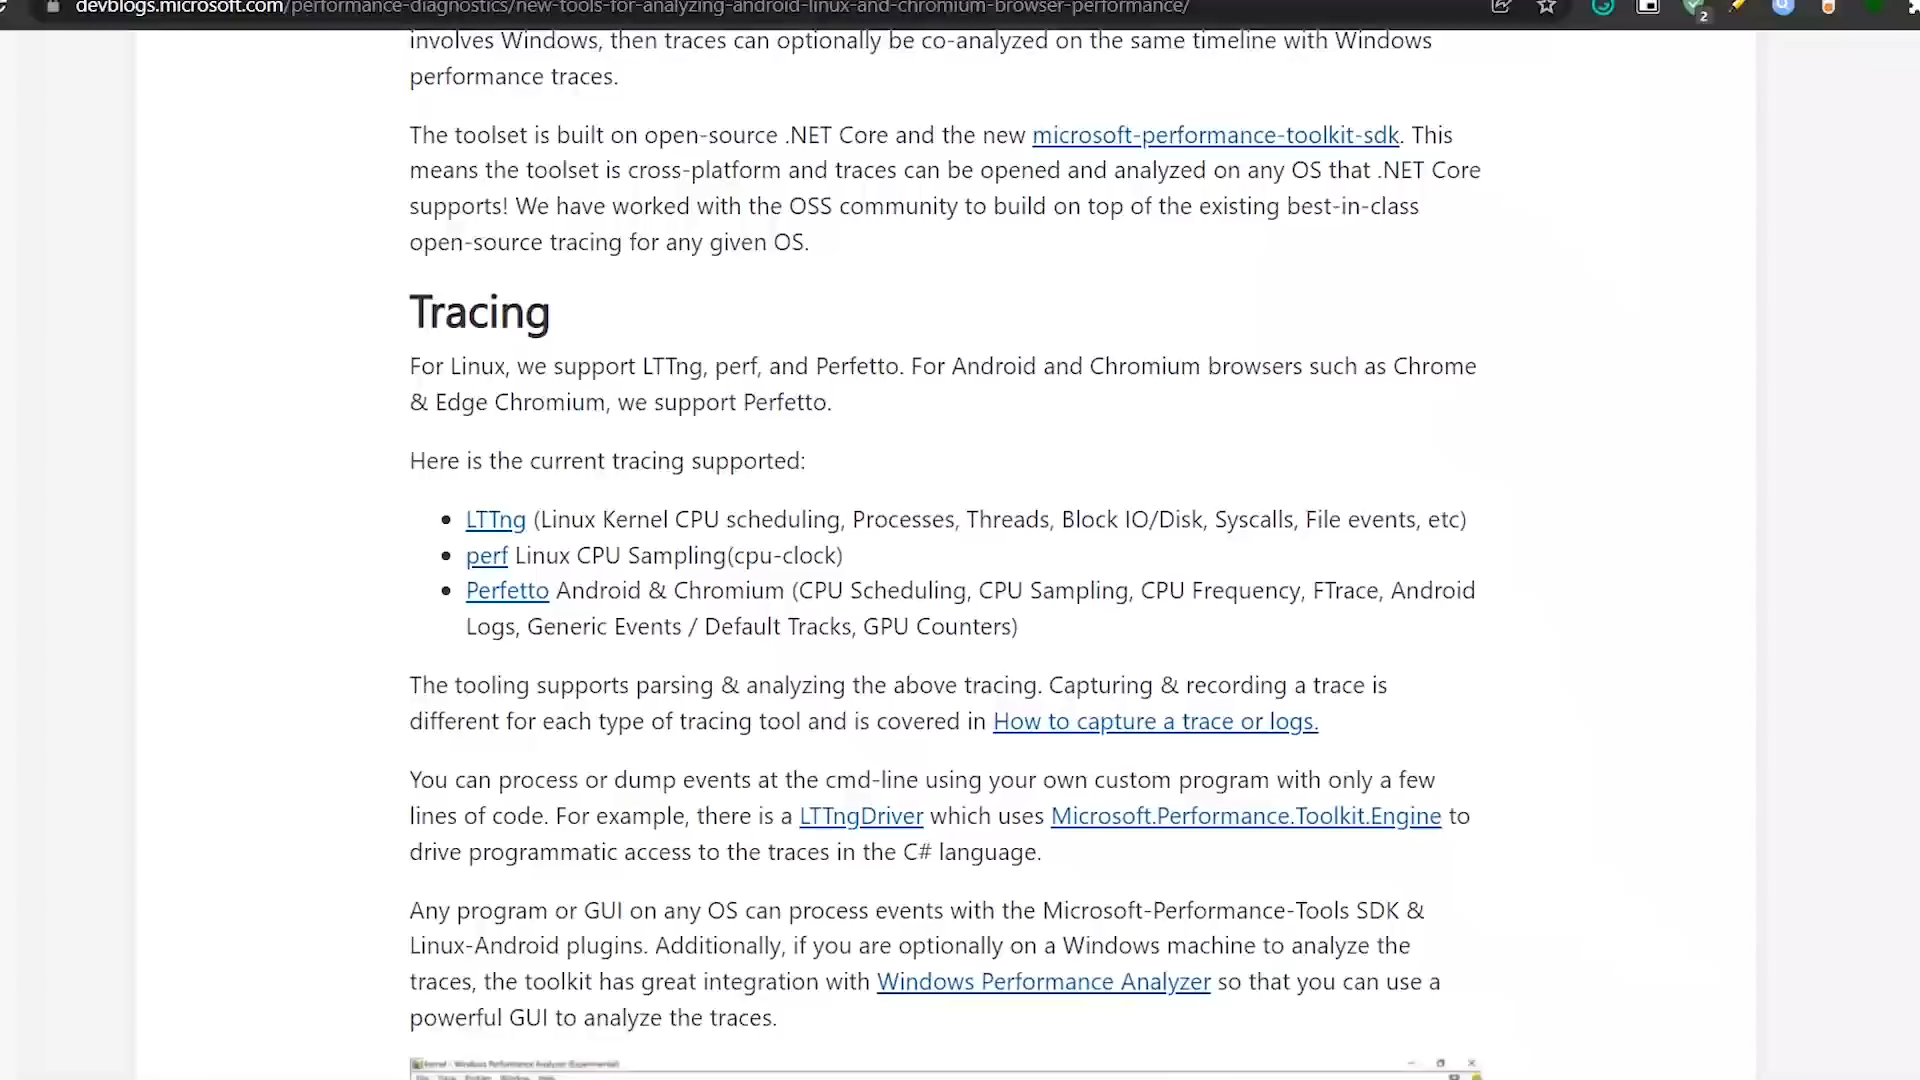 devblogs.microsoft.com/performance-diagnostics/new-tools-for-analyzing-android-linux-and-chromium-browser-performance/
2
involves Windows, then traces can optionally be co-analyzed on the same timeline with Windows
performance traces.
The toolset is built on open-source .NET Core and the new microsoft-performance-toolkit-sdk. This
means the toolset is cross-platform and traces can be opened and analyzed on any OS that .NET Core
supports! We have worked with the OSS community to build on top of the existing best-in-class
open-source tracing for any given OS.
Tracing
For Linux, we support LTTng, perf, and Perfetto. For Android and Chromium browsers such as Chrome
& Edge Chromium, we support Perfetto.
Here is the current tracing supported:
• LTTng (Linux Kernel CPU scheduling, Processes, Threads, Block IO/Disk, Syscalls, File events, etc)
• perf Linux CPU Sampling(cpu-clock)
• Perfetto Android & Chromium (CPU Scheduling, CPU Sampling, CPU Frequency, FTrace, Android
Logs, Generic Events / Default Tracks, GPU Counters)
The tooling supports parsing & analyzing the above tracing. Capturing & recording a trace is
different for each type of tracing tool and is covered in How to capture a trace or logs.
You can process or dump events at the cmd-line using your own custom program with only a few
lines of code. For example, there is a LTTngDriver which uses Microsoft.Performance.Toolkit.Engine to
drive programmatic access to the traces in the C# language.
Any program or GUI on any OS can process events with the Microsoft-Performance-Tools SDK &
Linux-Android plugins. Additionally, if you are optionally on a Windows machine to analyze the
traces, the toolkit has great integration with Windows Performance Analyzer so that you can use a
powerful GUI to analyze the traces.
Windows Performance Analyzer (Experimental)